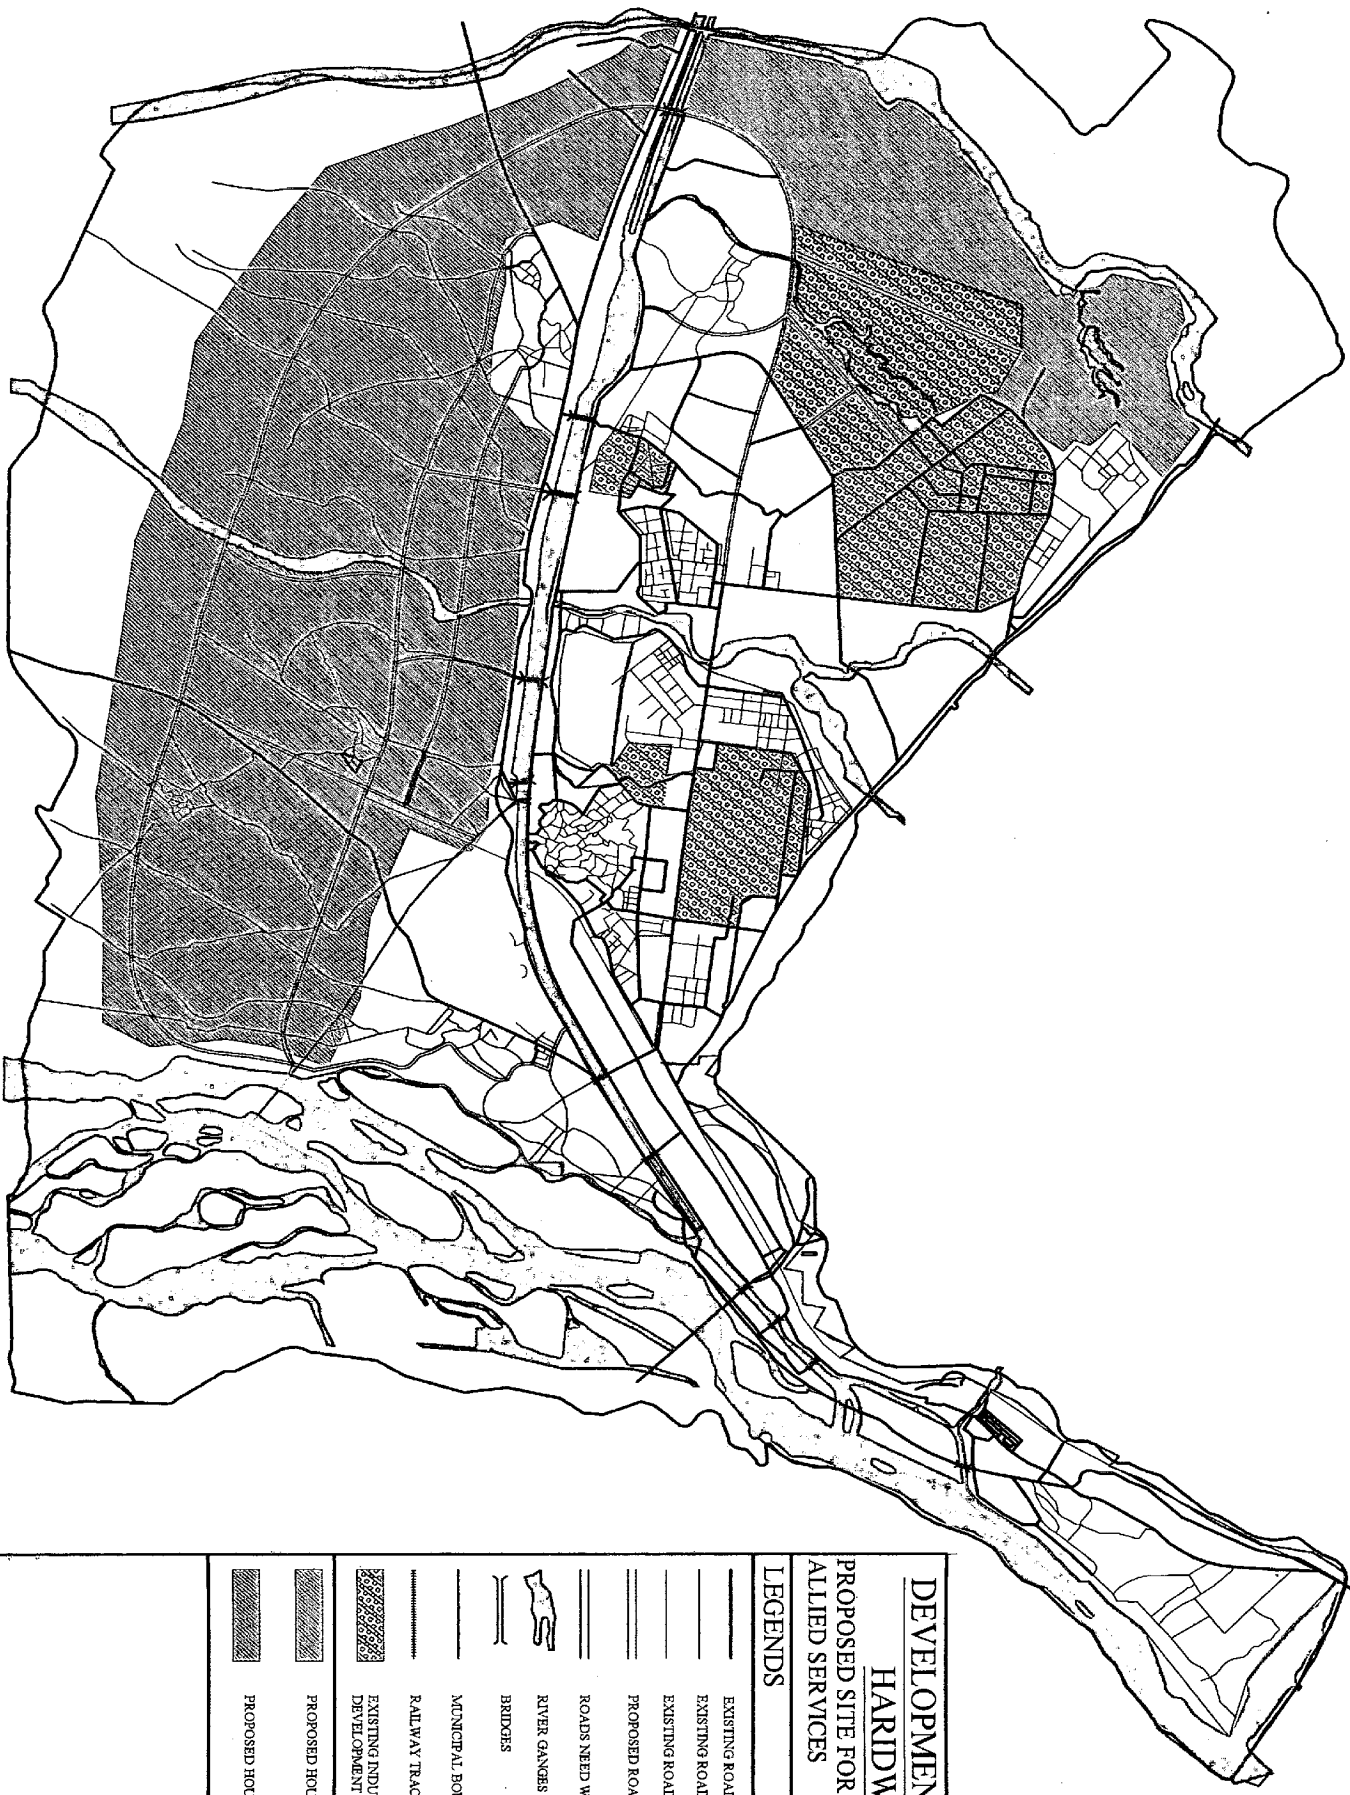 DEVELOPMEN
HARIDW
PROPOSED SITE FOR
ALLIED SERVICES
LEGENDS
EXISTING ROA
EXISTING ROA
EXISTING ROA
PROPOSED ROA
ROADS NEED W
RIVER GANGES
BRIDGES
MUNICIPAL BO
RAILWAY TRAC
EXISTING INDU
DEVELOPMENT
PROPOSED HOU
PROPOSED HOU